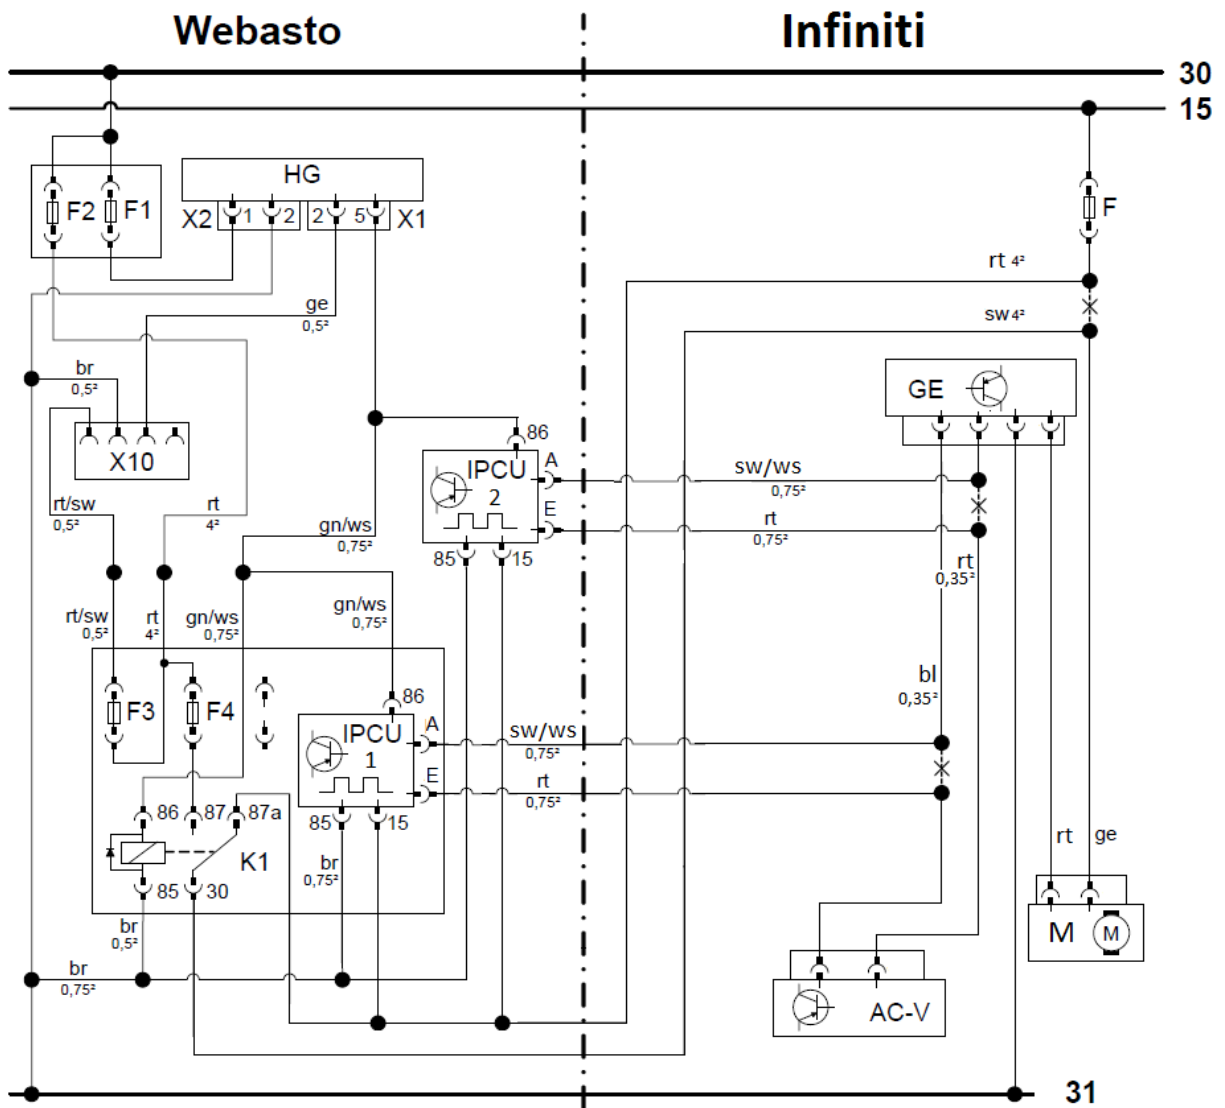 Webasto
Infiniti
30
15
HG
F2
F1
X2
1
2
2
5
X1
F
rt 4²
ge
0,5²
sw 4²
br
0,5²
GE
X10
86
IPCU
2
A
E
sw/ws
0,75²
rt
0,75²
rt/sw
0,5²
rt
4²
gn/ws
0,75²
85
15
rt
0,35²
rt/sw
0,5²
rt
4²
gn/ws
0,75²
gn/ws
0,75²
bl
0,35²
F3
F4
86
IPCU
1
A
E
sw/ws
0,75²
rt
0,75²
86
87
87a
85
15
K1
85
30
br
0,75²
rt
ge
br
0,5²
M
M
br
0,75²
AC-V
31